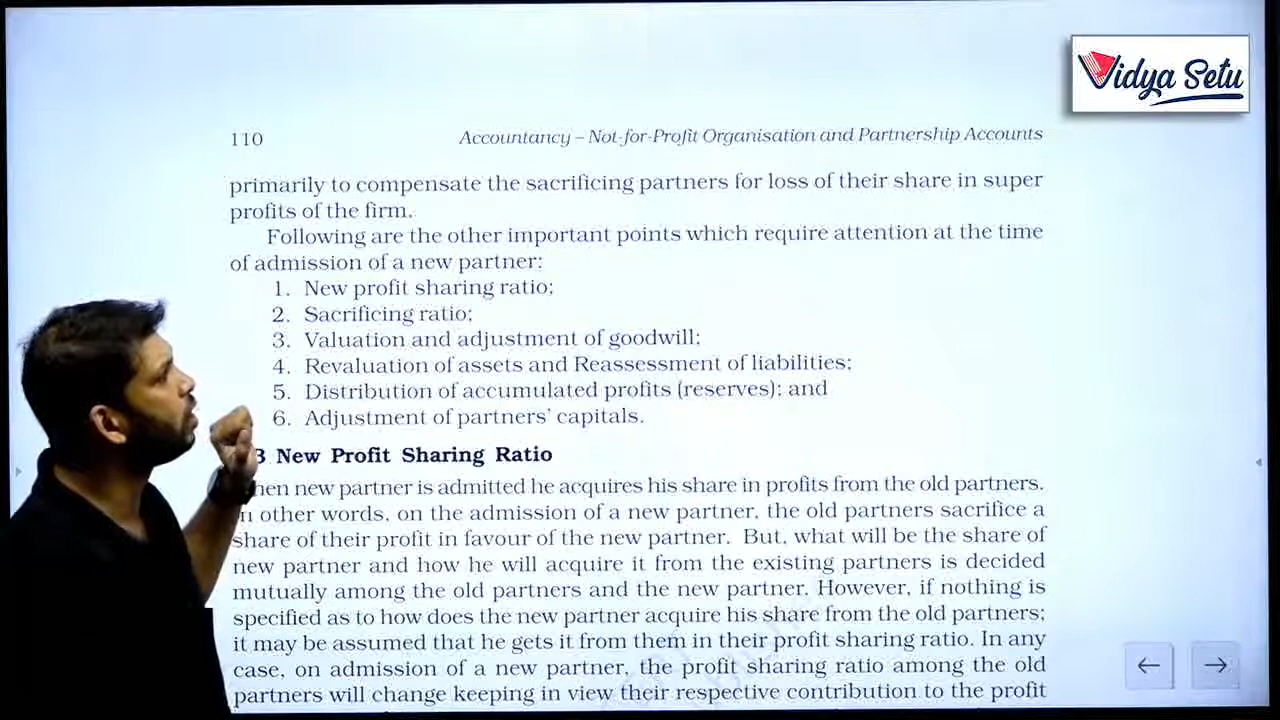 Vidya Setu
110 Accountancy – Not-for-Profit Organisation and Partnership Accounts
primarily to compensate the sacrificing partners for loss of their share in super
profits of the firm.
Following are the other important points which require attention at the time
of admission of a new partner:
1. New profit sharing ratio;
2. Sacrificing ratio;
3. Valuation and adjustment of goodwill;
4. Revaluation of assets and Reassessment of liabilities;
5. Distribution of accumulated profits (reserves); and
6. Adjustment of partners' capitals.
3 New Profit Sharing Ratio
hen new partner is admitted he acquires his share in profits from the old partners.
n other words, on the admission of a new partner, the old partners sacrifice a
share of their profit in favour of the new partner. But, what will be the share of
new partner and how he will acquire it from the existing partners is decided
mutually among the old partners and the new partner. However, if nothing is
specified as to how does the new partner acquire his share from the old partners;
it may be assumed that he gets it from them in their profit sharing ratio. In any
case, on admission of a new partner, the profit sharing ratio among the old
partners will change keeping in view their respective contribution to the profit